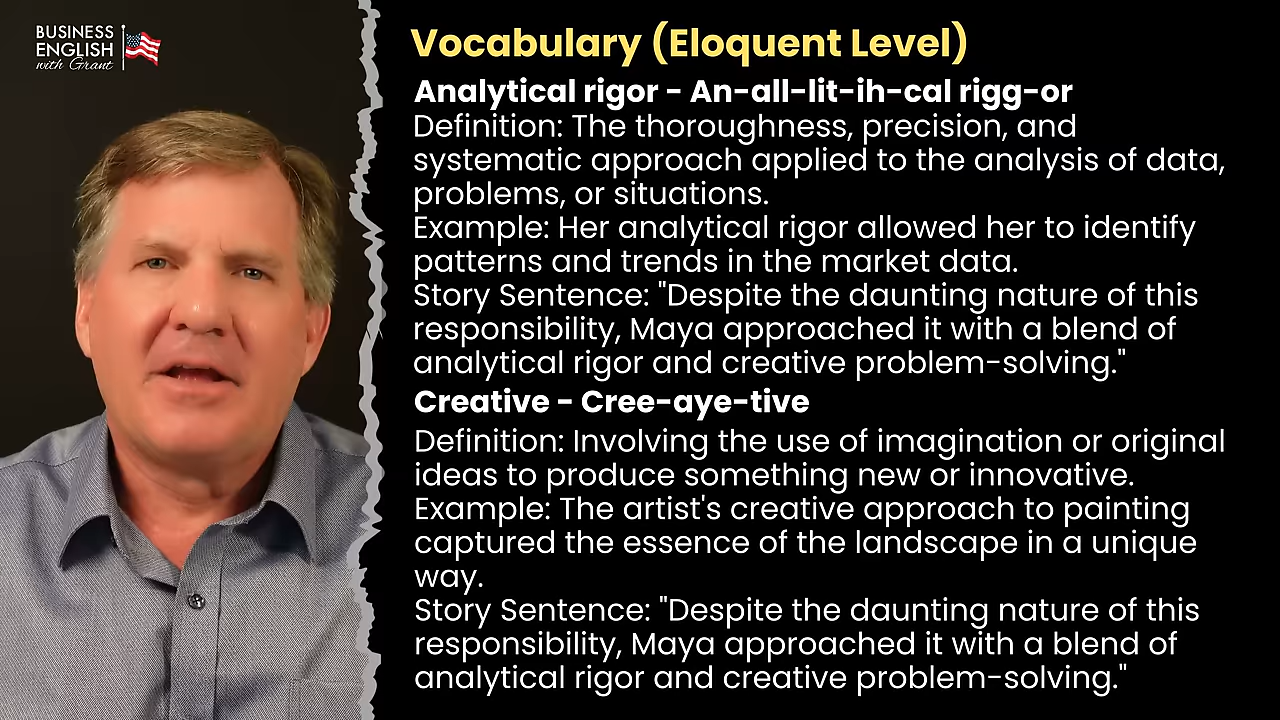 BUSINESS
ENGLISH
with Grant
Vocabulary (Eloquent Level)
Analytical rigor - An-all-lit-ih-cal rigg-or
Definition: The thoroughness, precision, and
systematic approach applied to the analysis of data,
problems, or situations.
Example: Her analytical rigor allowed her to identify
patterns and trends in the market data.
Story Sentence: "Despite the daunting nature of this
responsibility, Maya approached it with a blend of
analytical rigor and creative problem-solving."
Creative - Cree-aye-tive
Definition: Involving the use of imagination or original
ideas to produce something new or innovative.
Example: The artist's creative approach to painting
captured the essence of the landscape in a unique
way.
Story Sentence: "Despite the daunting nature of this
responsibility, Maya approached it with a blend of
analytical rigor and creative problem-solving."